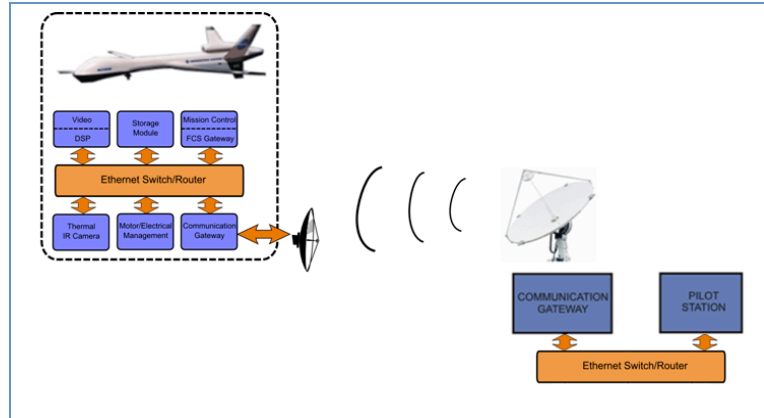 Video
DSP
Storage
Module
Mission Control
FCS Gateway
Ethernet Switch/Router
Thermal
IR Camera
Motor/Electrical
Management
Communication
Gateway
COMMUNICATION
GATEWAY
PILOT
STATION
Ethernet Switch/Router